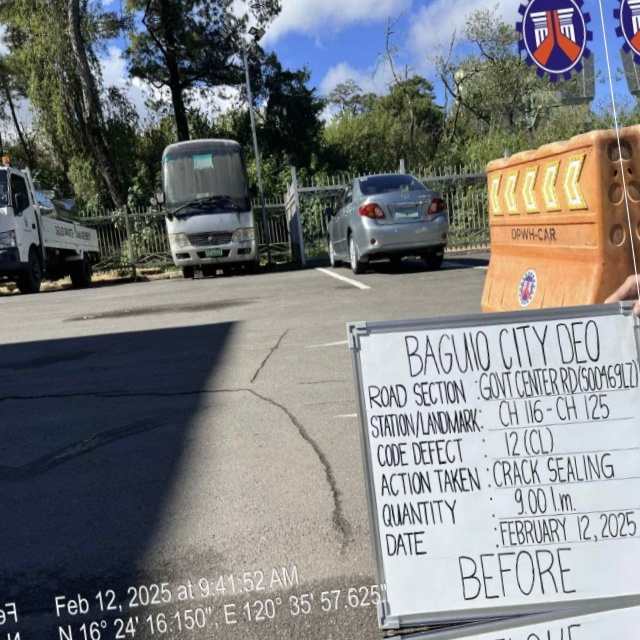 DPWH-CAR
BAGUIO CITY DEO
ROAD SECTION : GOVT CENTER RD(S00469LZ)
STATION/LANDMARK: CH 116 - CH 125
CODE DEFECT : 12 (CL)
ACTION TAKEN : CRACK SEALING
QUANTITY : 9.00 l.m.
DATE : FEBRUARY 12, 2025
BEFORE
Feb 12, 2025 at 9:41:52 AM
N 16° 24' 16.150", E 120° 35' 57.625"